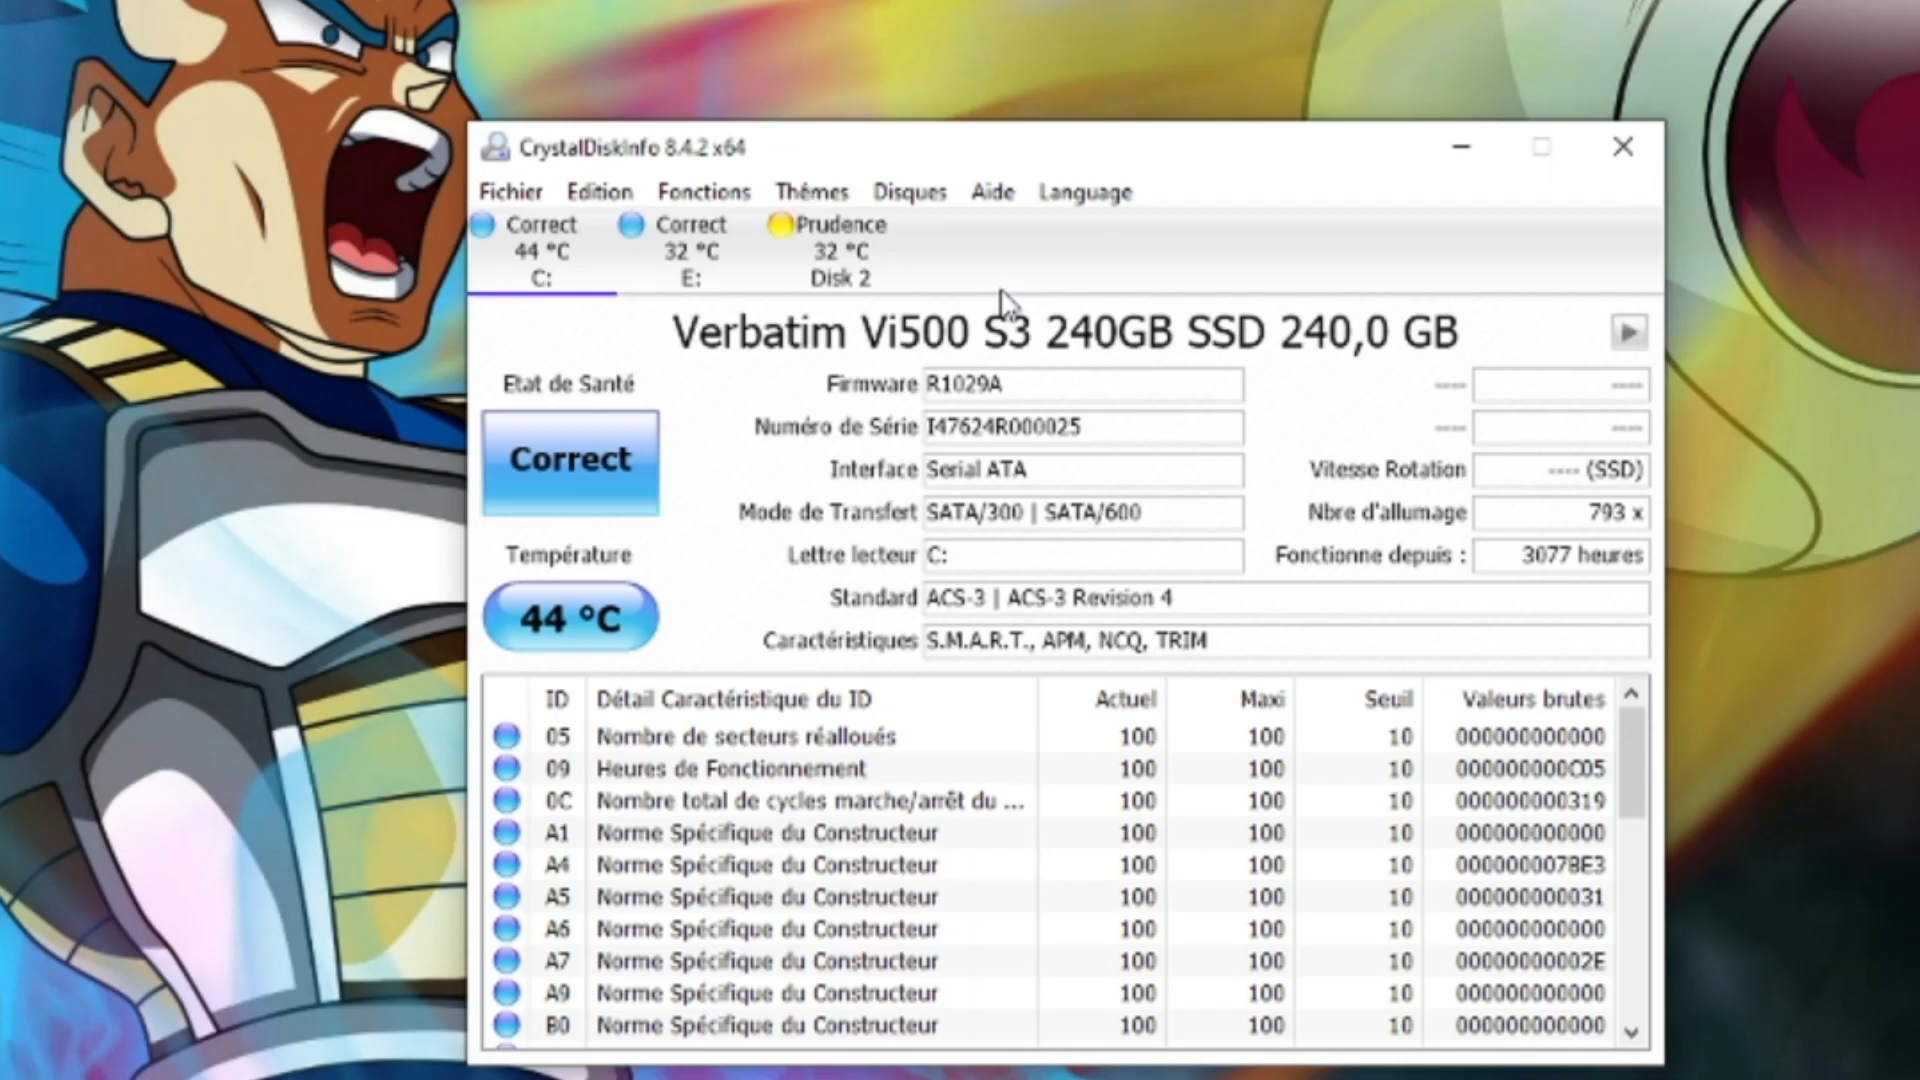 CrystalDiskInfo 8.4.2 x64
Fichier Edition Fonctions Thèmes Disques Aide Language
Correct Correct Prudence
44 °C 32 °C 32 °C
C: E: Disk 2
Verbatim Vi500 S3 240GB SSD 240,0 GB
Etat de Santé
Correct
Température
44 °C
Firmware R1029A ---- ----
Numéro de Série I47624R000025 ---- ----
Interface Serial ATA Vitesse Rotation ---- (SSD)
Mode de Transfert SATA/300 | SATA/600 Nbre d'allumage 793 x
Lettre lecteur C: Fonctionne depuis : 3077 heures
Standard ACS-3 | ACS-3 Revision 4
Caractéristiques S.M.A.R.T., APM, NCQ, TRIM
ID Détail Caractéristique du ID Actuel Maxi Seuil Valeurs brutes
05 Nombre de secteurs réalloués 100 100 10 000000000000
09 Heures de Fonctionnement 100 100 10 000000000C05
0C Nombre total de cycles marche/arrêt du ... 100 100 10 000000000319
A1 Norme Spécifique du Constructeur 100 100 10 000000000000
A4 Norme Spécifique du Constructeur 100 100 10
A5 Norme Spécifique du Constructeur 100 100 10 000000000031
A6 Norme Spécifique du Constructeur 100 100 10 000000000000
A7 Norme Spécifique du Constructeur 100 100 10 00000000002E
A9 Norme Spécifique du Constructeur 100 100 10 000000000000
B0 Norme Spécifique du Constructeur 100 100 10 000000000000